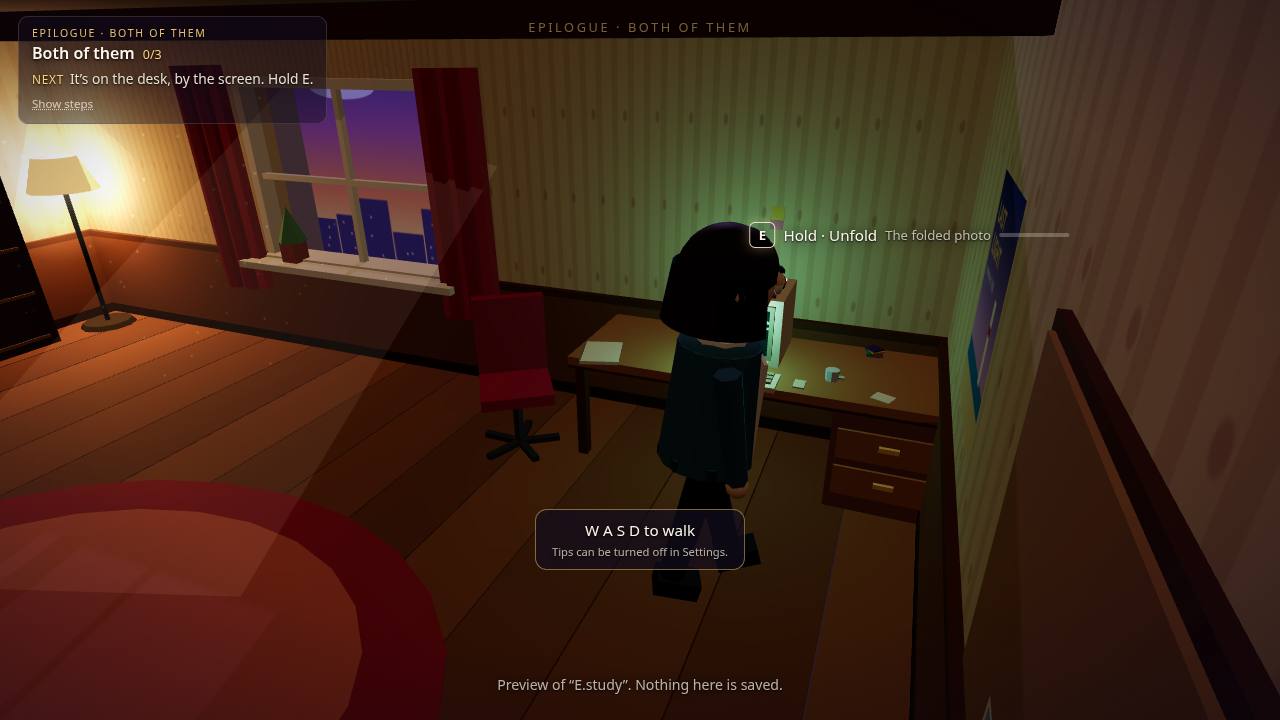 EPILOGUE · BOTH OF THEM
EPILOGUE · BOTH OF THEM
Both of them 0/3
NEXT It's on the desk, by the screen. Hold E.
Show steps
E Hold · Unfold The folded photo
W A S D to walk
Tips can be turned off in Settings.
Preview of “E.study”. Nothing here is saved.